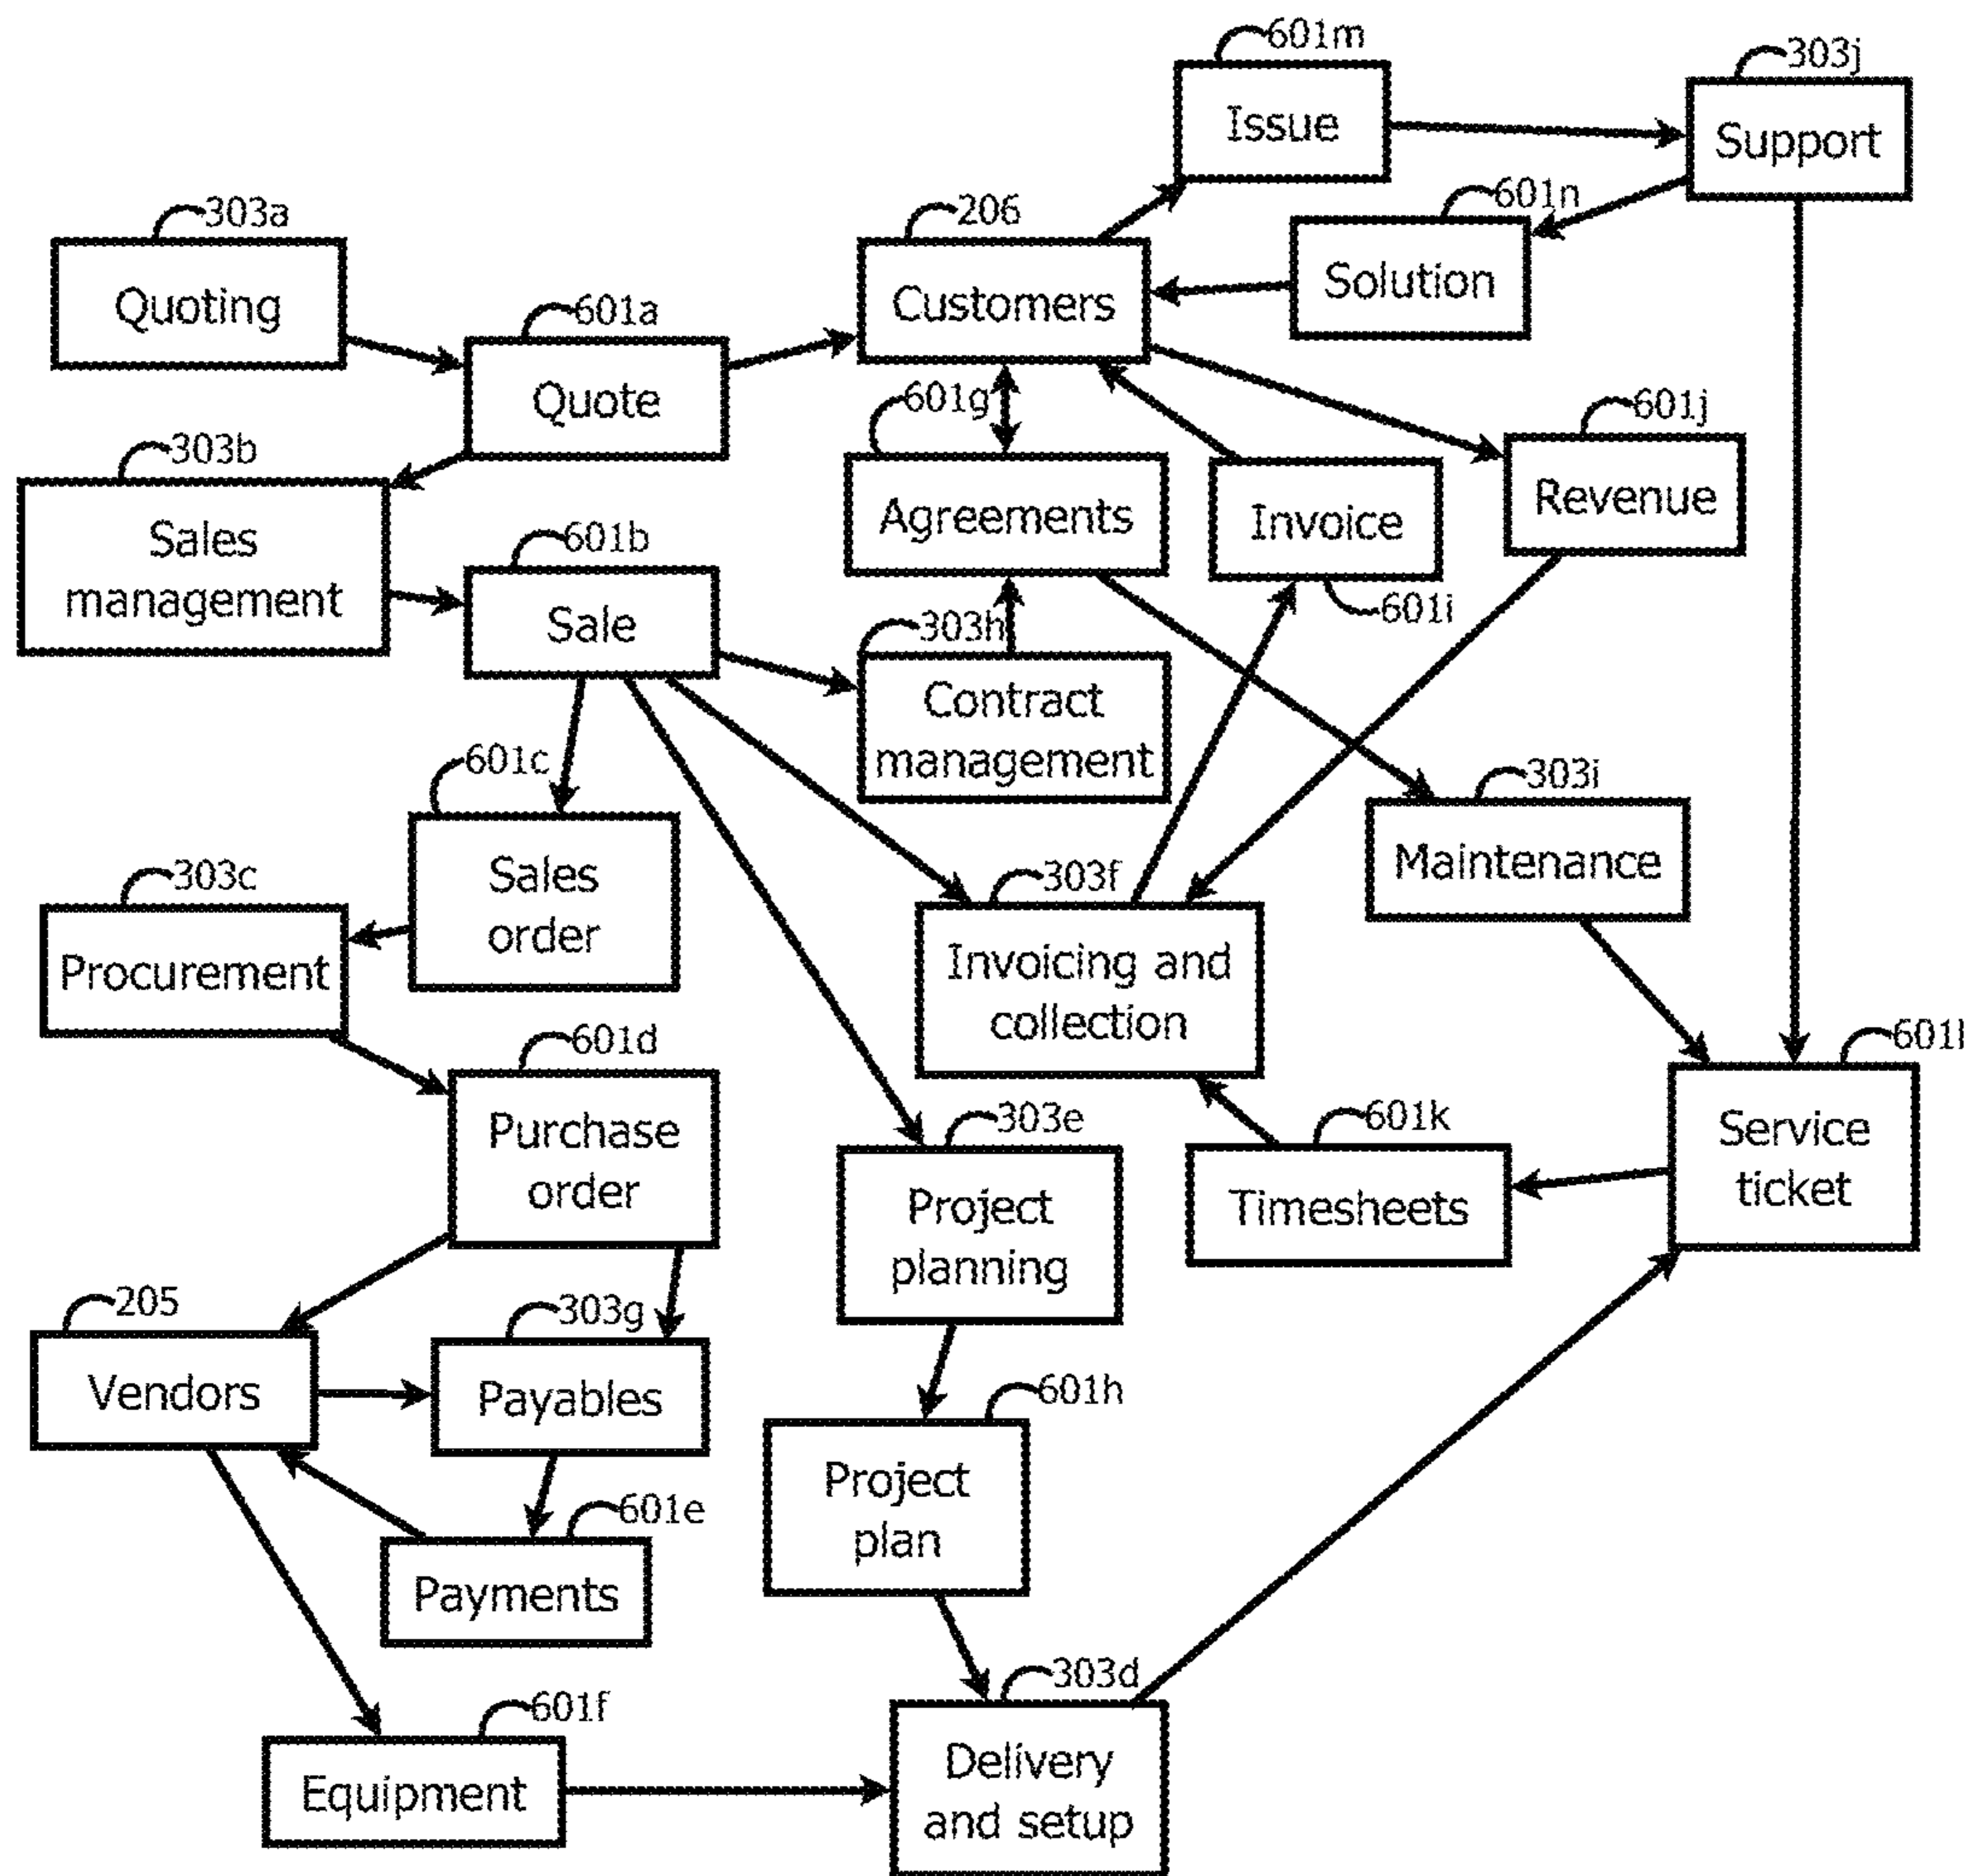 601m
303j
Issue
Support
601n
303a
206
Solution
Quoting
601a
Customers
Quote
601g
601j
303b
Agreements
Invoice
Revenue
Sales
management
601b
601i
Sale
303h
Contract
management
601c
303i
Sales
order
Maintenance
303c
303f
Procurement
Invoicing and
collection
601d
601l
Purchase
order
303e
601k
Service
ticket
Project
planning
Timesheets
205
303g
Vendors
Payables
601h
Project
plan
601e
Payments
303d
601f
Equipment
Delivery
and setup